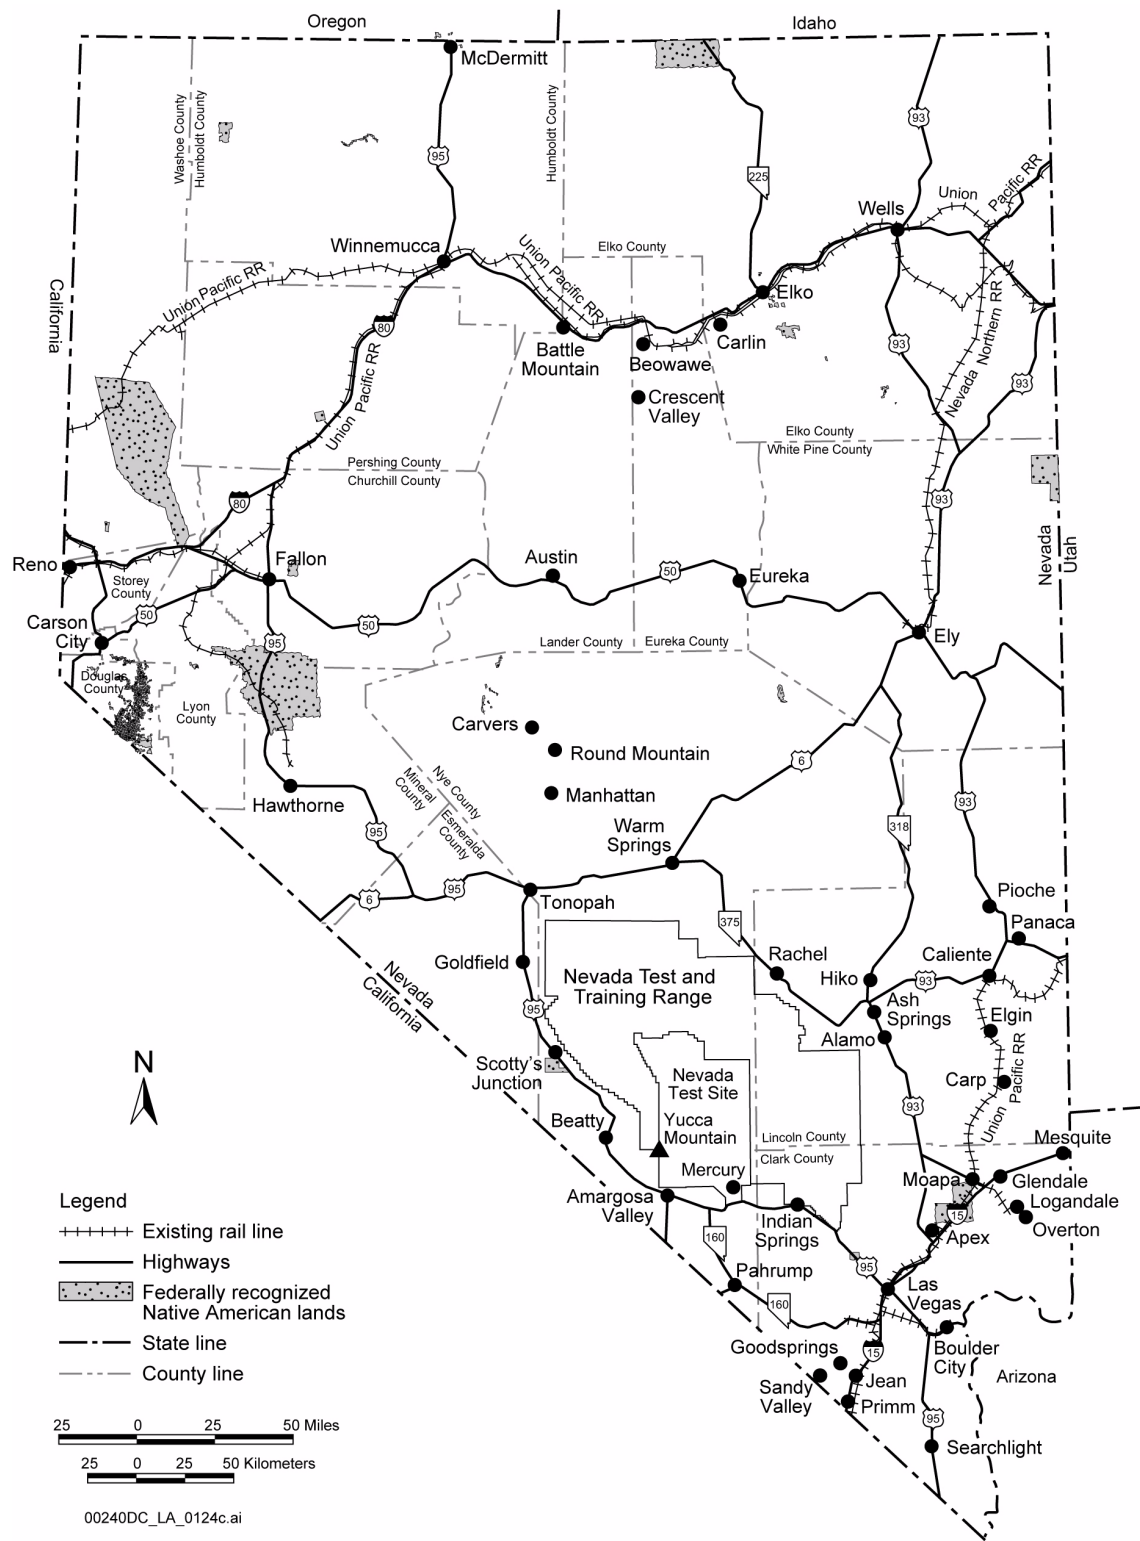 Oregon
Idaho
McDermitt
Washoe County
Humboldt County
Humboldt County
95
225
93
Union
Pacific RR
Wells
Winnemucca
Union Pacific RR
Elko County
Union Pacific RR
California
80
Elko
Battle
Mountain
Carlin
Beowawe
93
Nevada Northern RR
93
Crescent
Valley
Union Pacific RR
Elko County
White Pine County
Pershing County
Churchill County
80
93
Nevada
Utah
Reno
Fallon
Austin
50
Eureka
Storey
County
50
50
Carson
City
95
Ely
Lander County
Eureka County
Douglas
County
Lyon
County
Carvers
Round Mountain
6
Nye County
Mineral
County
Esmeralda
County
Manhattan
Hawthorne
93
95
Warm
Springs
318
6
95
Tonopah
Pioche
Panaca
375
Rachel
Caliente
Goldfield
Nevada
California
Nevada Test and
Training Range
Hiko
93
Ash
Springs
95
Elgin
Alamo
N
Scotty's
Junction
Nevada
Test Site
Carp
Union Pacific RR
93
Beatty
Yucca
Mountain
Lincoln County
Clark County
Mesquite
Mercury
Moapa
Glendale
Logandale
Overton
Amargosa
Valley
Indian
Springs
15
Apex
160
95
Pahrump
Las
Vegas
160
Goodsprings
15
Boulder
City
Arizona
Sandy
Valley
Jean
Primm
95
Searchlight
Legend
Existing rail line
Highways
Federally recognized
Native American lands
State line
County line
25 0 25 50 Miles
25 0 25 50 Kilometers
00240DC_LA_0124c.ai